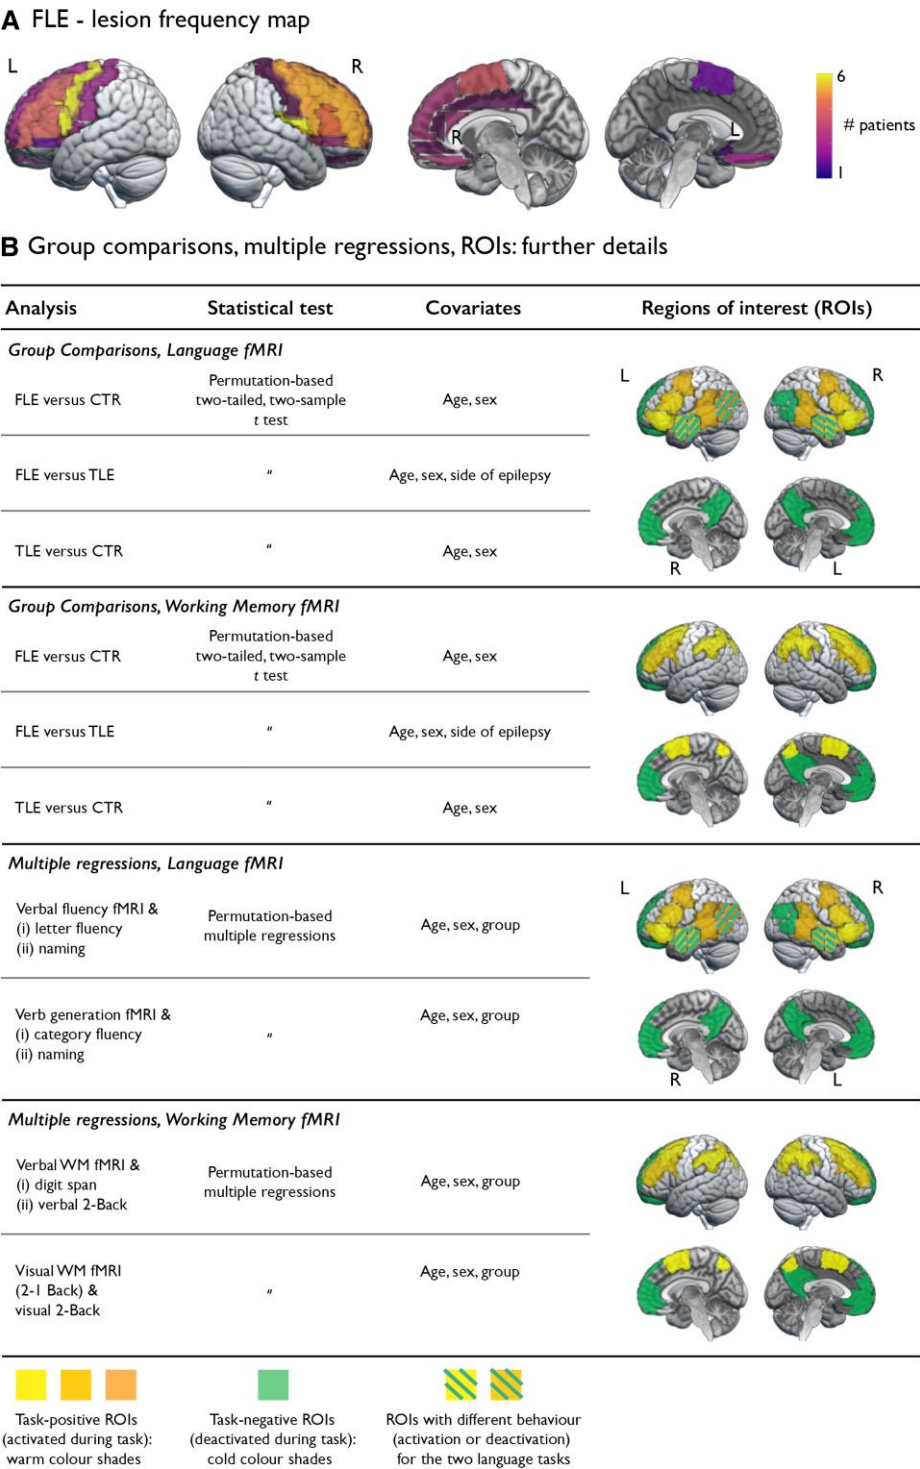 A FLE - lesion frequency map
L
R
R
L
6
# patients
1
B Group comparisons, multiple regressions, ROIs: further details
Analysis Statistical test Covariates Regions of interest (ROIs)
Group Comparisons, Language fMRI
FLE versus CTR
Permutation-based
two-tailed, two-sample
t test
Age, sex
L
R
FLE versus TLE
"
Age, sex, side of epilepsy
TLE versus CTR
"
Age, sex
R
L
Group Comparisons, Working Memory fMRI
FLE versus CTR
Permutation-based
two-tailed, two-sample
t test
Age, sex
FLE versus TLE
"
Age, sex, side of epilepsy
TLE versus CTR
"
Age, sex
Multiple regressions, Language fMRI
Verbal fluency fMRI &
(i) letter fluency
(ii) naming
Permutation-based
multiple regressions
Age, sex, group
L
R
Verb generation fMRI &
(i) category fluency
(ii) naming
"
Age, sex, group
R
L
Multiple regressions, Working Memory fMRI
Verbal WM fMRI &
(i) digit span
(ii) verbal 2-Back
Permutation-based
multiple regressions
Age, sex, group
Visual WM fMRI
(2-1 Back) &
visual 2-Back
"
Age, sex, group
Task-positive ROIs
(activated during task):
warm colour shades
Task-negative ROIs
(deactivated during task):
cold colour shades
ROIs with different behaviour
(activation or deactivation)
for the two language tasks